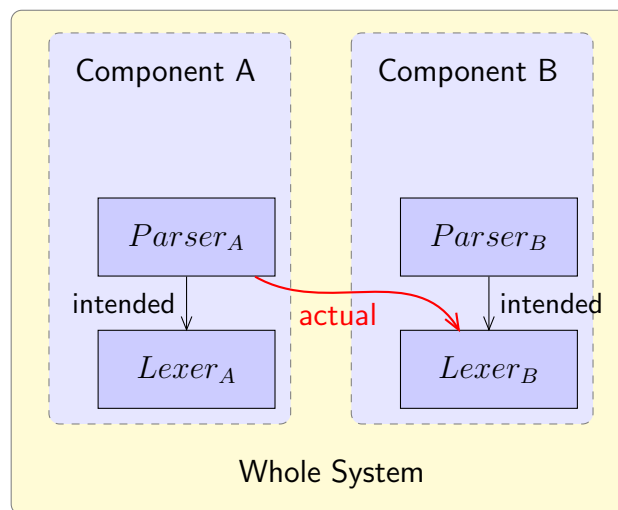 Component A
Component B
Parser_A
Parser_B
intended
intended
actual
Lexer_A
Lexer_B
Whole System